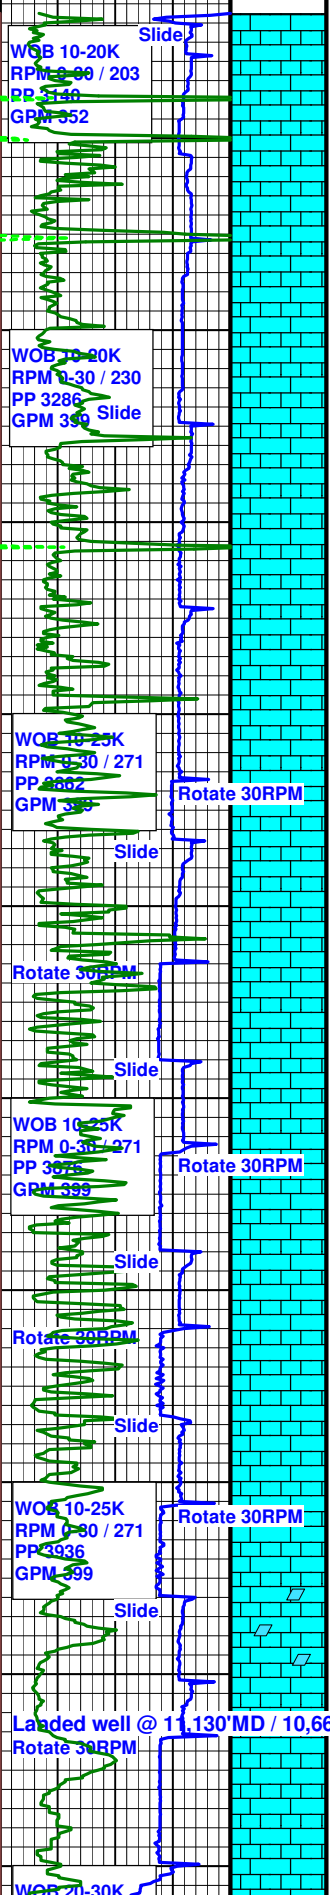 Slide
WOB 10-20K
RPM 0-80 / 203
PP 3140
GPM 352
WOB 10-20K
RPM 0-30 / 230
PP 3286
GPM 399
Slide
WOB 10-25K
RPM 0-30 / 271
PP
GPM 399
Rotate 30RPM
Slide
Rotate 30RPM
Slide
WOB 10-25K
RPM 0-30 / 271
PP
GPM 399
Rotate 30RPM
Slide
Rotate 30RPM
Slide
WOB 10-25K
RPM 0-30 / 271
PP 3936
GPM 399
Rotate 30RPM
Slide
Landed well @ 11,130'MD / 10,66
Rotate 30RPM
WOB 20-30K